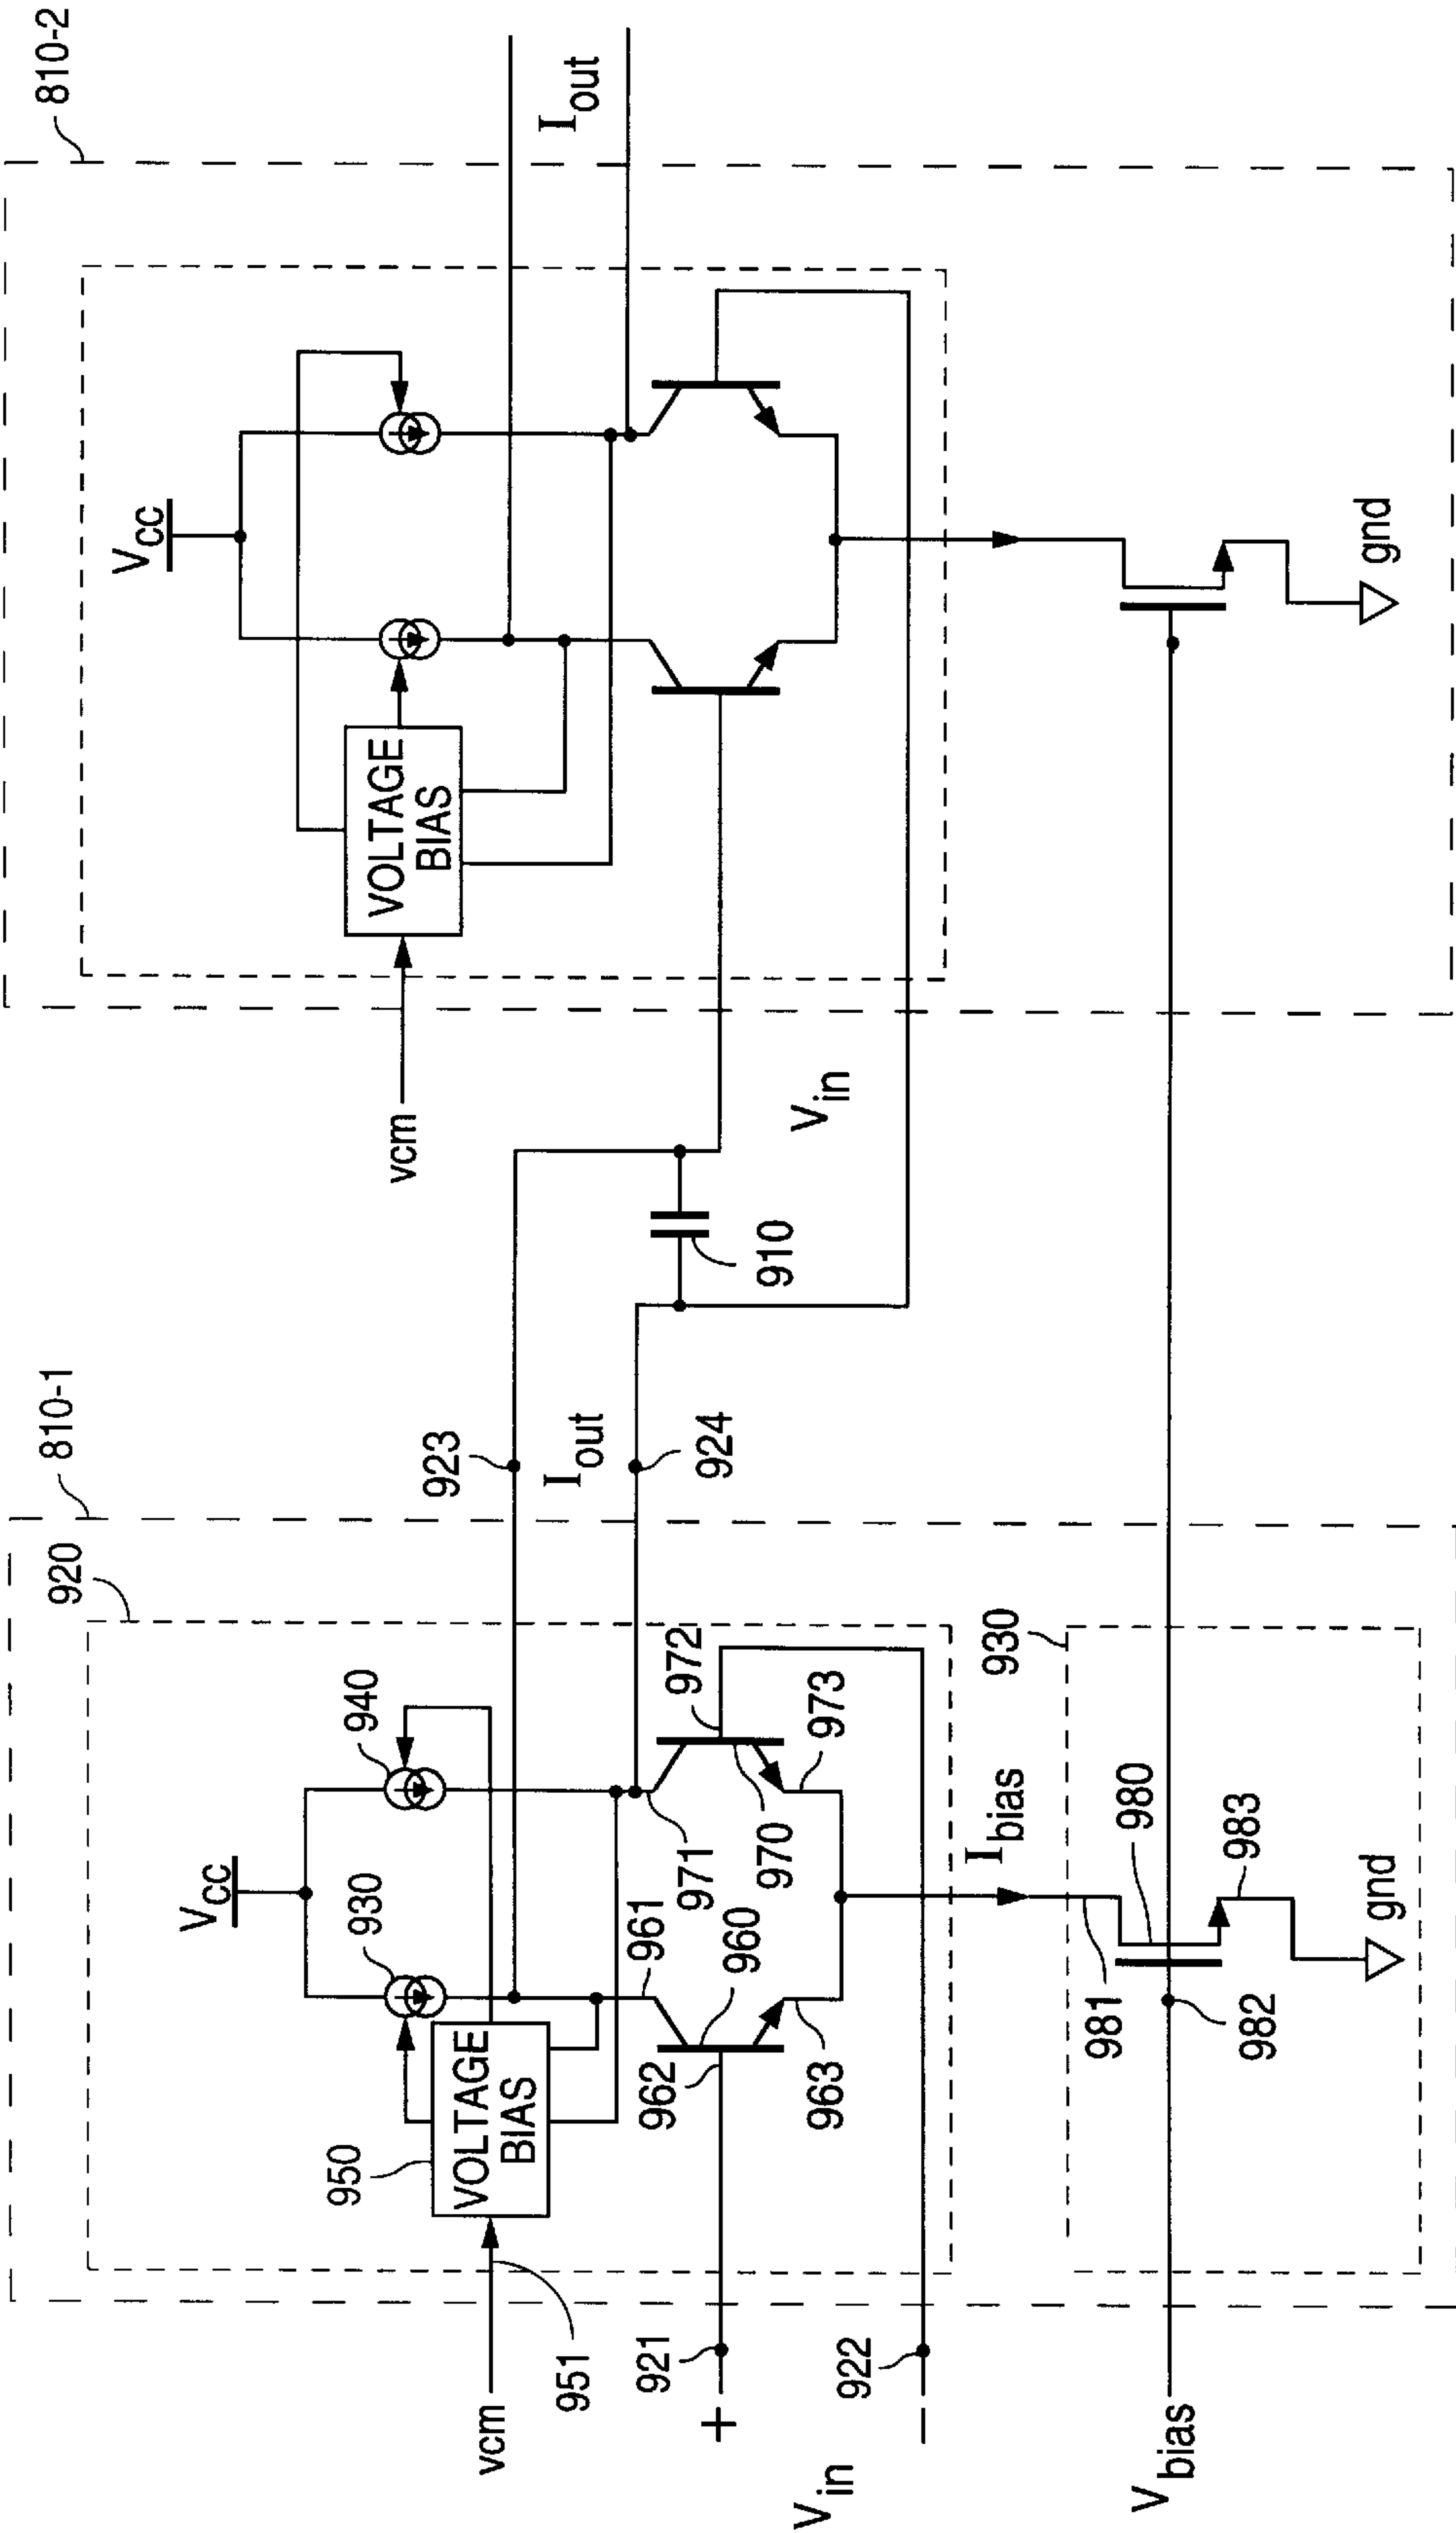 810-1
920
Vcc
930
940
950
VOLTAGE
BIAS
vcm
951
961
960
962
963
971
970
972
973
921
+
922
−
Vin
Ibias
930
981
980
982
983
gnd
Vbias
923
Iout
924
910
Vin
810-2
Vcc
VOLTAGE
BIAS
vcm
Iout
gnd